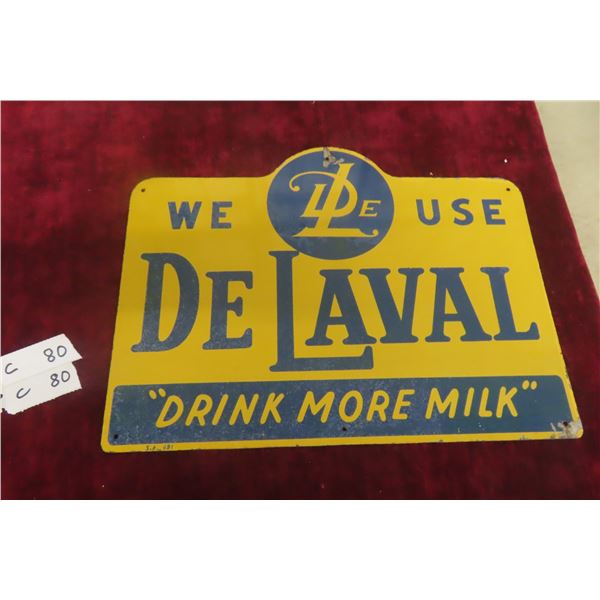 WE DLE USE
DE LAVAL
"DRINK MORE MILK"
C 80
C 80